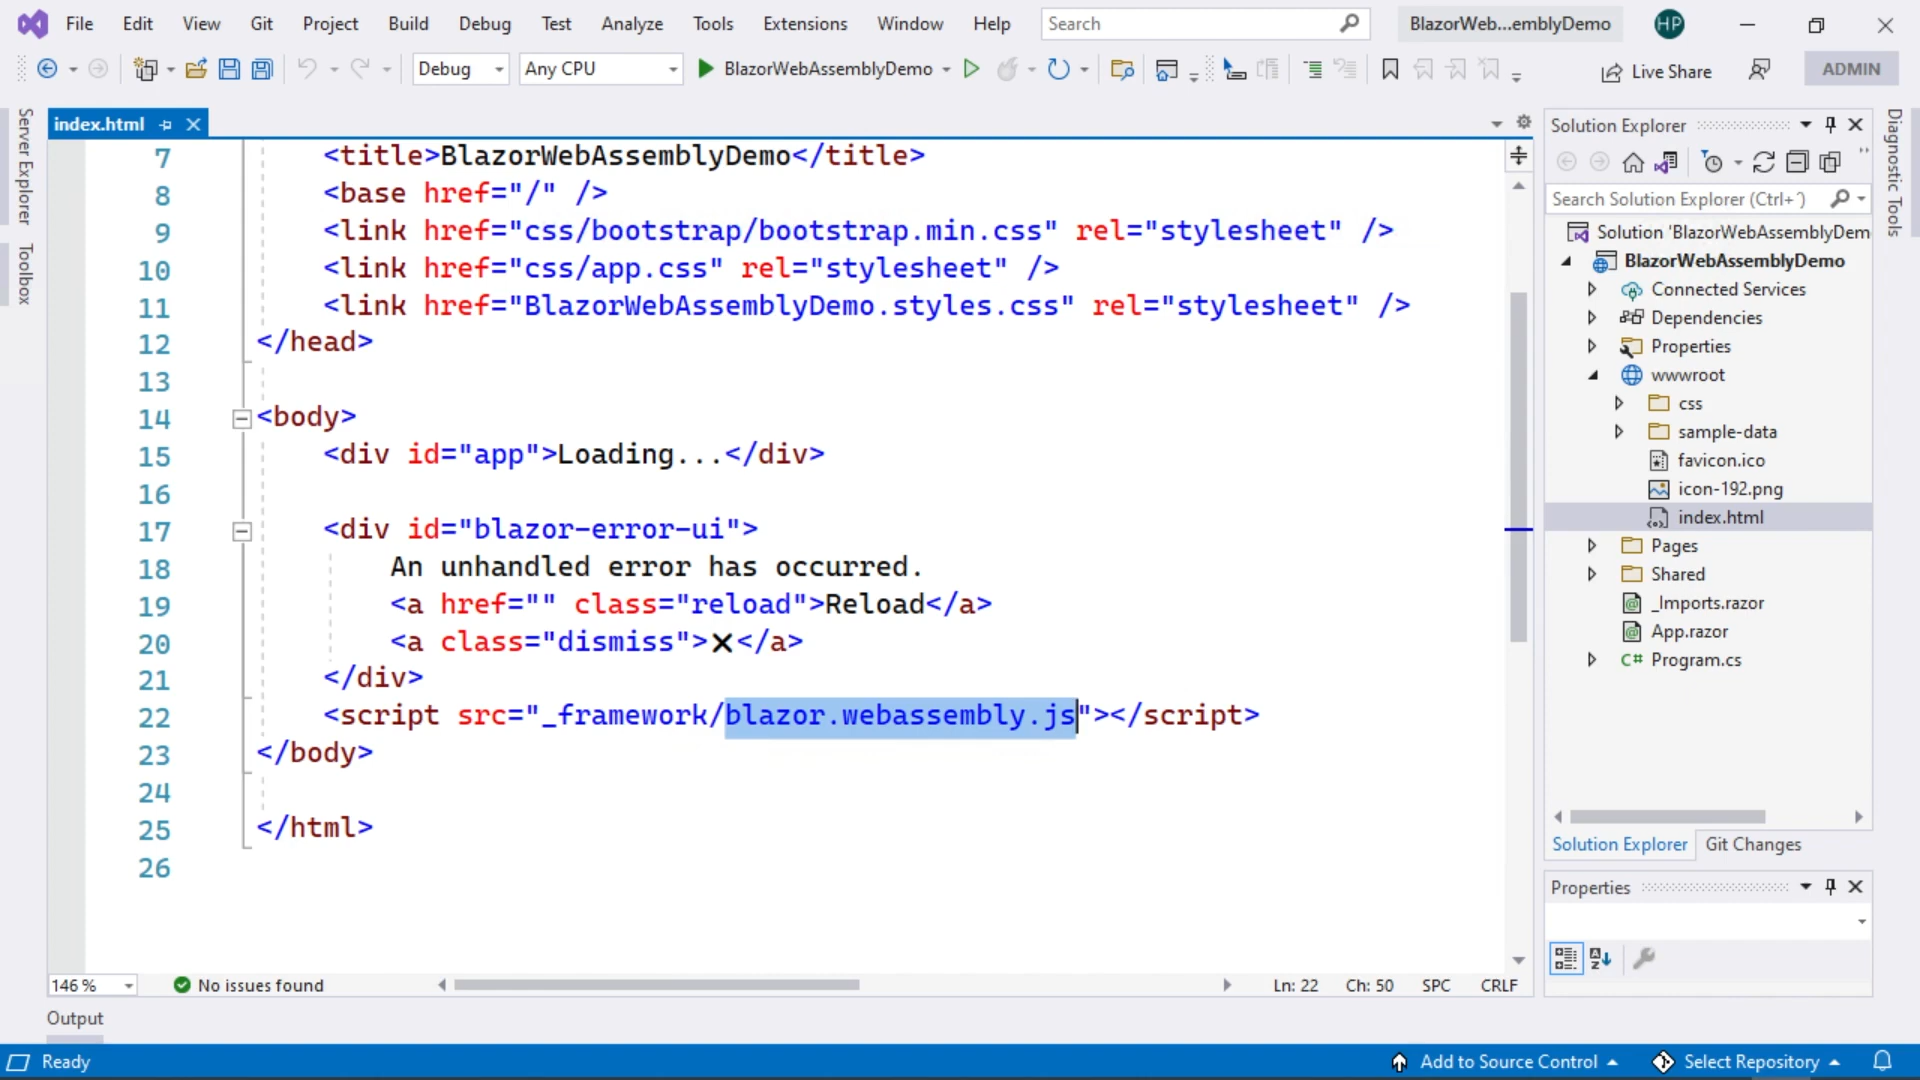 File Edit View Git Project Build Debug Test Analyze Tools Extensions Window Help Search BlazorWeb...emblyDemo HP
Debug Any CPU BlazorWebAssemblyDemo Live Share ADMIN
Server Explorer
Toolbox
index.html
7 <title>BlazorWebAssemblyDemo</title>
8 <base href="/" />
9 <link href="css/bootstrap/bootstrap.min.css" rel="stylesheet" />
10 <link href="css/app.css" rel="stylesheet" />
11 <link href="BlazorWebAssemblyDemo.styles.css" rel="stylesheet" />
12 </head>
13
14 <body>
15 <div id="app">Loading...</div>
16
17 <div id="blazor-error-ui">
18 An unhandled error has occurred.
19 <a href="" class="reload">Reload</a>
20 <a class="dismiss">🗙</a>
21 </div>
22 <script src="_framework/blazor.webassembly.js"></script>
23 </body>
24
25 </html>
26
146 % No issues found Ln: 22 Ch: 50 SPC CRLF
Solution Explorer
Search Solution Explorer (Ctrl+´)
Solution 'BlazorWebAssemblyDem
BlazorWebAssemblyDemo
Connected Services
Dependencies
Properties
wwwroot
css
sample-data
favicon.ico
icon-192.png
index.html
Pages
Shared
_Imports.razor
App.razor
C# Program.cs
Solution Explorer Git Changes
Properties
Diagnostic Tools
Output
Ready Add to Source Control Select Repository